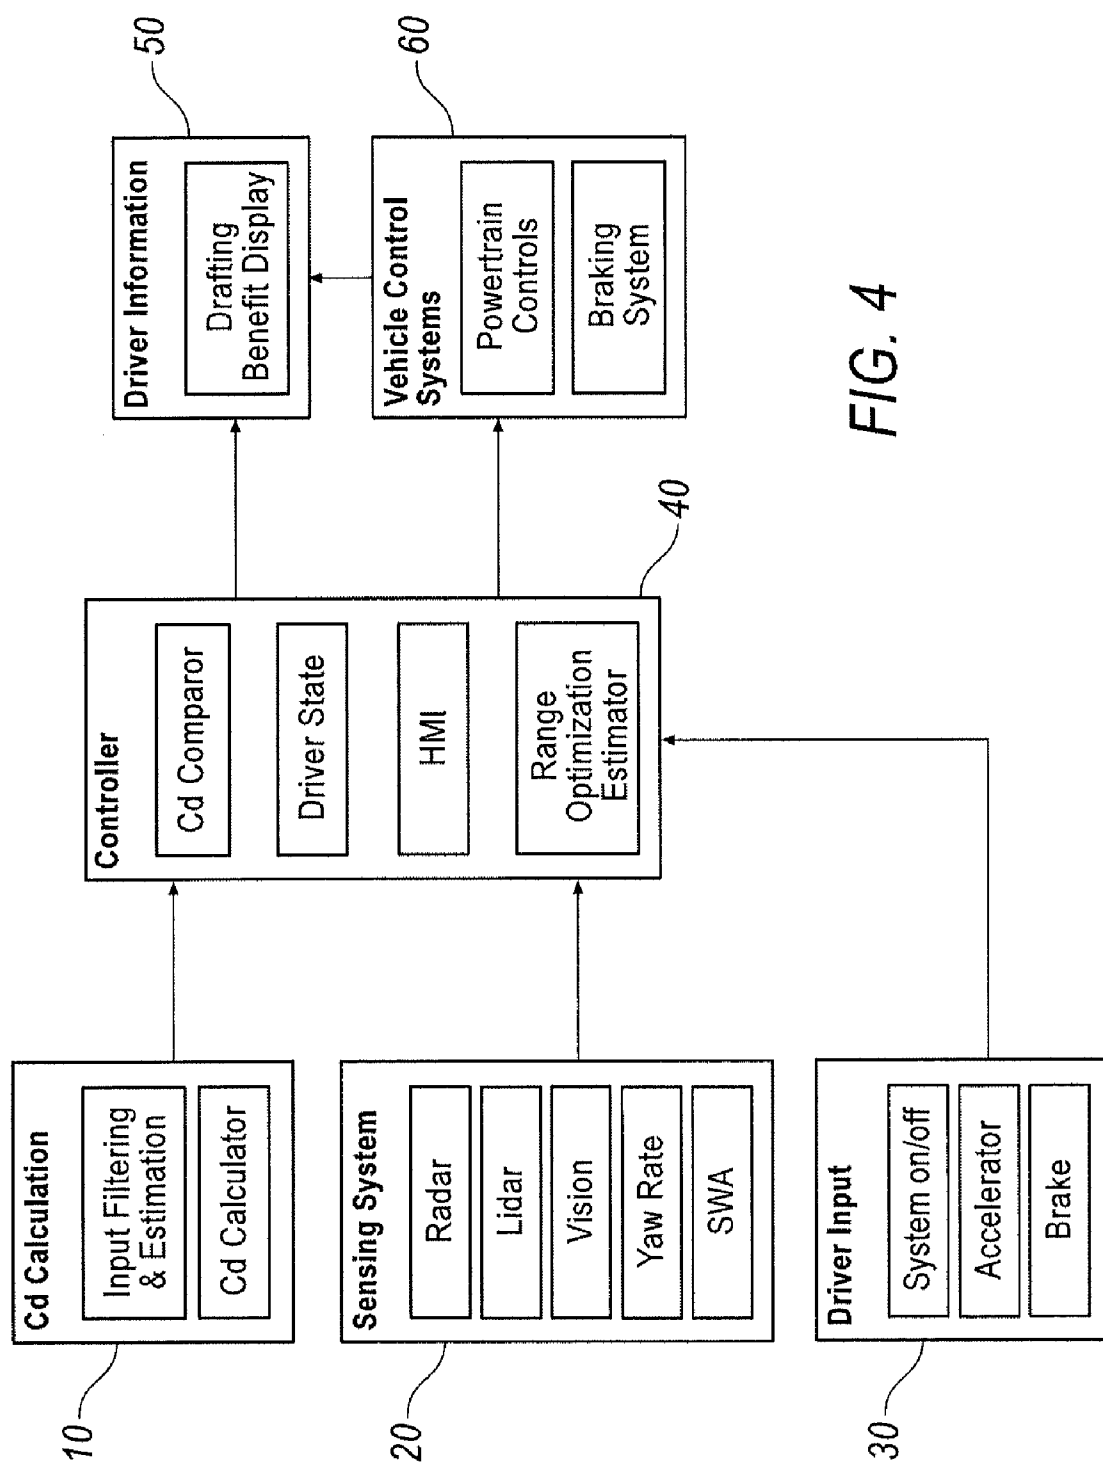 10
Cd Calculation
Input Filtering
& Estimation
Cd Calculator
20
Sensing System
Radar
Lidar
Vision
Yaw Rate
SWA
30
Driver Input
System on/off
Accelerator
Brake
Controller
Cd Comparor
Driver State
HMI
Range
Optimization
Estimator
40
Driver Information
Drafting
Benefit Display
50
Vehicle Control
Systems
Powertrain
Controls
Braking
System
60
FIG. 4